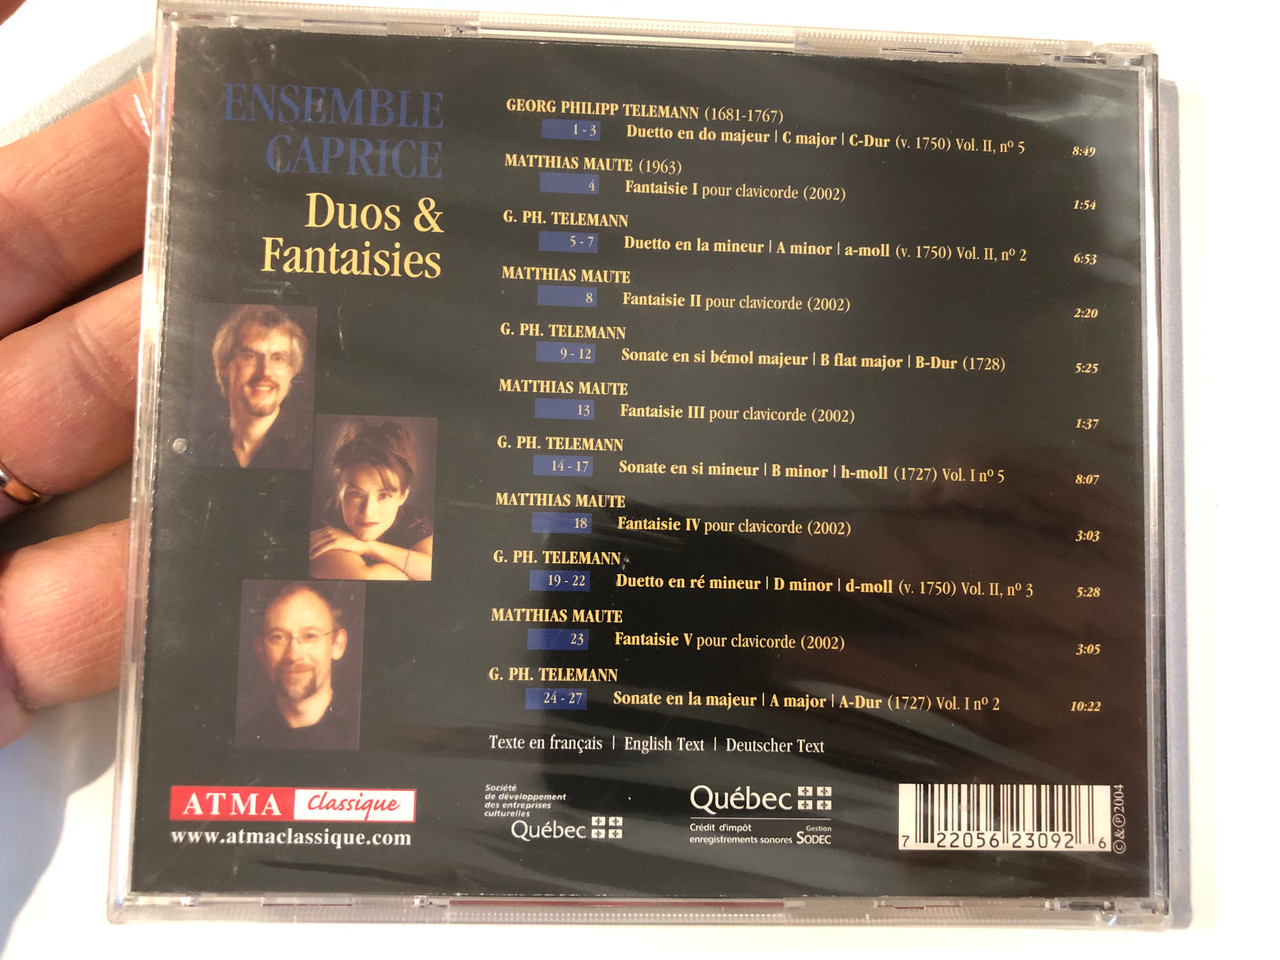 ENSEMBLE
CAPRICE
Duos &
Fantaisies
GEORG PHILIPP TELEMANN (1681-1767)
1 - 3 Duetto en do majeur | C major | C-Dur (v. 1750) Vol. II, nº 5 8:49
MATTHIAS MAUTE (1963)
4 Fantaisie I pour clavicorde (2002) 1:54
G. PH. TELEMANN
5 - 7 Duetto en la mineur | A minor | a-moll (v. 1750) Vol. II, nº 2 6:53
MATTHIAS MAUTE
8 Fantaisie II pour clavicorde (2002) 2:20
G. PH. TELEMANN
9 - 12 Sonate en si bémol majeur | B flat major | B-Dur (1728) 5:25
MATTHIAS MAUTE
13 Fantaisie III pour clavicorde (2002) 1:37
G. PH. TELEMANN
14 - 17 Sonate en si mineur | B minor | h-moll (1727) Vol. I nº 5 8:07
MATTHIAS MAUTE
18 Fantaisie IV pour clavicorde (2002) 3:03
G. PH. TELEMANN
19 - 22 Duetto en ré mineur | D minor | d-moll (v. 1750) Vol. II, nº 3 5:28
MATTHIAS MAUTE
23 Fantaisie V pour clavicorde (2002) 3:05
G. PH. TELEMANN
24 - 27 Sonate en la majeur | A major | A-Dur (1727) Vol. I nº 2 10:22
Texte en français | English Text | Deutscher Text
ATMA Classique
www.atmaclassique.com
Société
de développement
des entreprises
culturelles
Québec
Québec
Crédit d'impôt
enregistrements sonores
Gestion
SODEC
7 22056 23092 6
©&℗2004